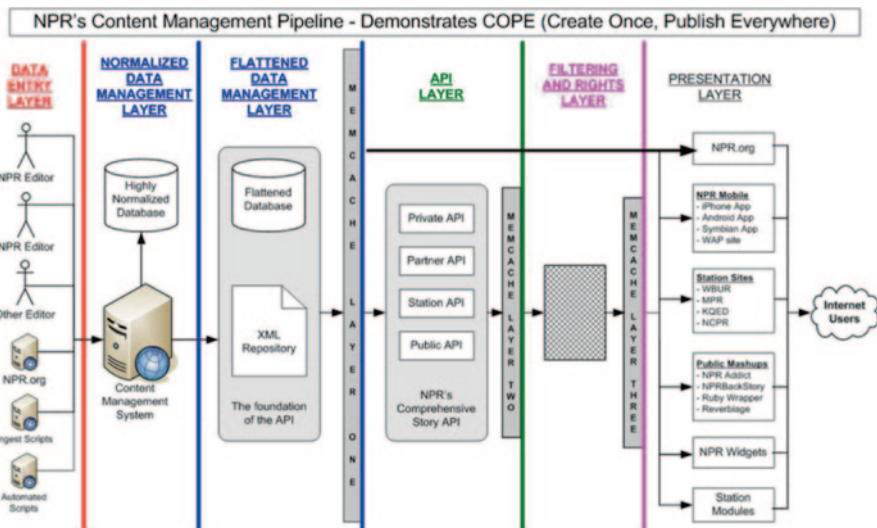 NPR's Content Management Pipeline - Demonstrates COPE (Create Once, Publish Everywhere)
DATA
ENTRY
LAYER
NPR Editor
NPR Editor
Other Editor
NPR.org
Ingest Scripts
Automated
Scripts
NORMALIZED
DATA
MANAGEMENT
LAYER
Highly
Normalized
Database
Content
Management
System
FLATTENED
DATA
MANAGEMENT
LAYER
Flattened
Database
XML
Repository
The foundation
of the API
MEMCACHE LAYER ONE
API
LAYER
Private API
Partner API
Station API
Public API
NPR's
Comprehensive
Story API
MEMCACHE LAYER TWO
FILTERING
AND RIGHTS
LAYER
MEMCACHE LAYER THREE
PRESENTATION
LAYER
NPR.org
NPR Mobile
- iPhone App
- Android App
- Symbian App
- WAP site
Station Sites
- WBUR
- MPR
- KQED
- NCPR
Public Mashups
- NPR Addict
- NPRBackStory
- Ruby Wrapper
- Reverbiage
NPR Widgets
Station
Modules
Internet
Users